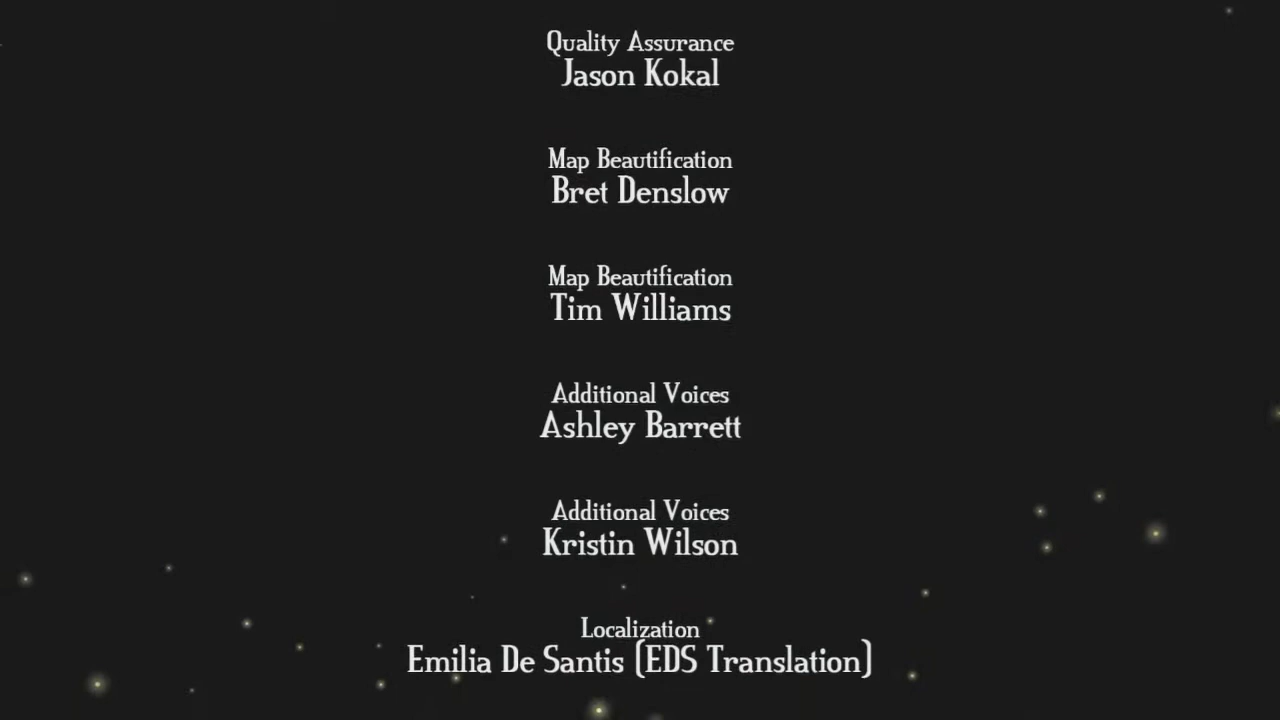 Quality Assurance
Jason Kokal
Map Beautification
Bret Denslow
Map Beautification
Tim Williams
Additional Voices
Ashley Barrett
Additional Voices
Kristin Wilson
Localization
Emilia De Santis (EDS Translation)